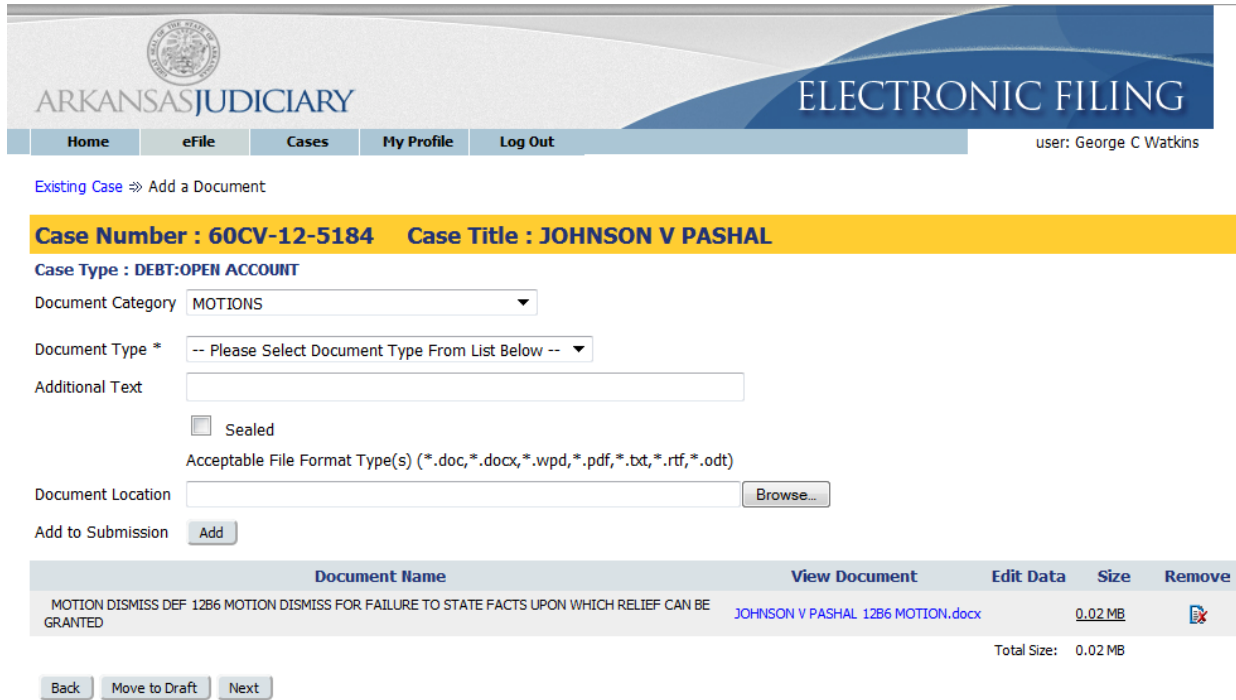 ARKANSASJUDICIARY
ELECTRONIC FILING
Home eFile Cases My Profile Log Out user: George C Watkins
Existing Case ⇒ Add a Document
Case Number : 60CV-12-5184 Case Title : JOHNSON V PASHAL
Case Type : DEBT:OPEN ACCOUNT
Document Category MOTIONS
Document Type * -- Please Select Document Type From List Below --
Additional Text
Sealed
Acceptable File Format Type(s) (*.doc,*.docx,*.wpd,*.pdf,*.txt,*.rtf,*.odt)
Document Location Browse...
Add to Submission Add
Document Name View Document Edit Data Size Remove
MOTION DISMISS DEF 12B6 MOTION DISMISS FOR FAILURE TO STATE FACTS UPON WHICH RELIEF CAN BE
GRANTED
JOHNSON V PASHAL 12B6 MOTION.docx 0.02 MB
Total Size: 0.02 MB
Back Move to Draft Next